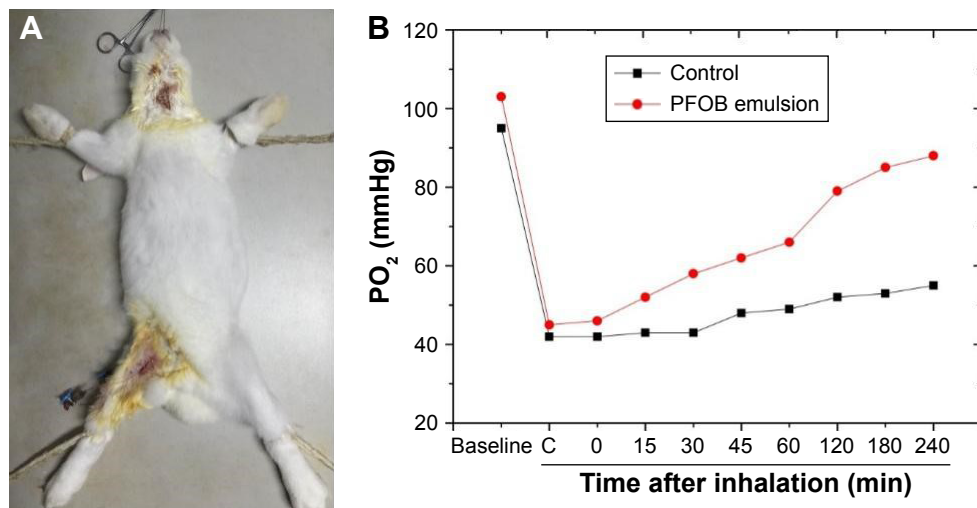 A
B
120
100
80
60
40
20
PO2 (mmHg)
Control
PFOB emulsion
Baseline C 0 15 30 45 60 120 180 240
Time after inhalation (min)